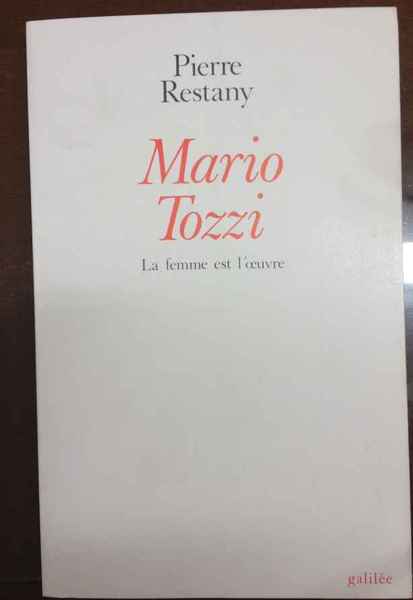 Pierre
Restany
Mario
Tozzi
La femme est l'œuvre
galilée